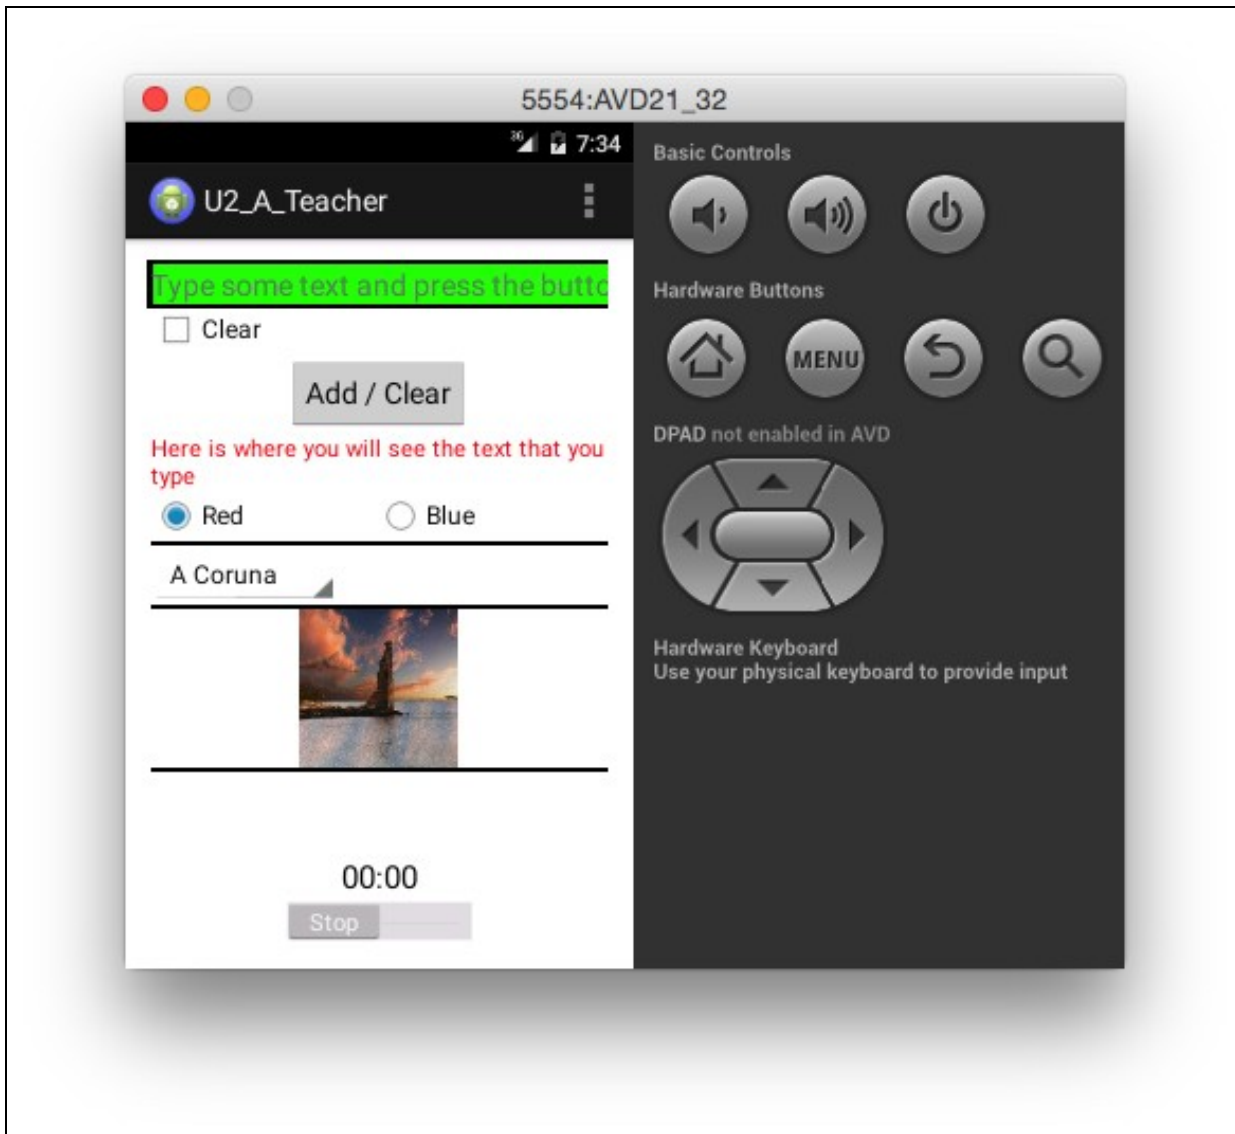 5554:AVD21_32
3G 7:34
U2_A_Teacher
Type some text and press the butto
Clear
Add / Clear
Here is where you will see the text that you
type
Red Blue
A Coruna
00:00
Stop
Basic Controls
Hardware Buttons
MENU
DPAD not enabled in AVD
Hardware Keyboard
Use your physical keyboard to provide input